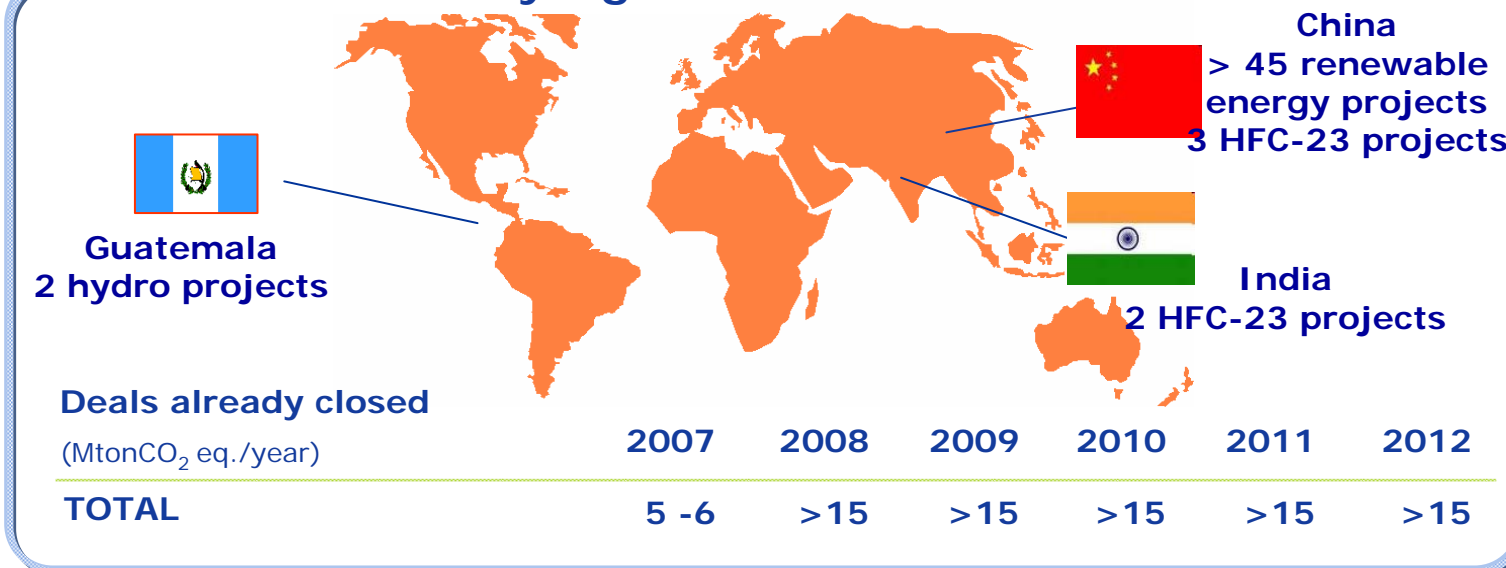 China
> 45 renewable
energy projects
3 HFC-23 projects
Guatemala
2 hydro projects
India
2 HFC-23 projects
Deals already closed
(MtonCO₂ eq./year)
2007 2008 2009 2010 2011 2012
TOTAL 5 -6 >15 >15 >15 >15 >15